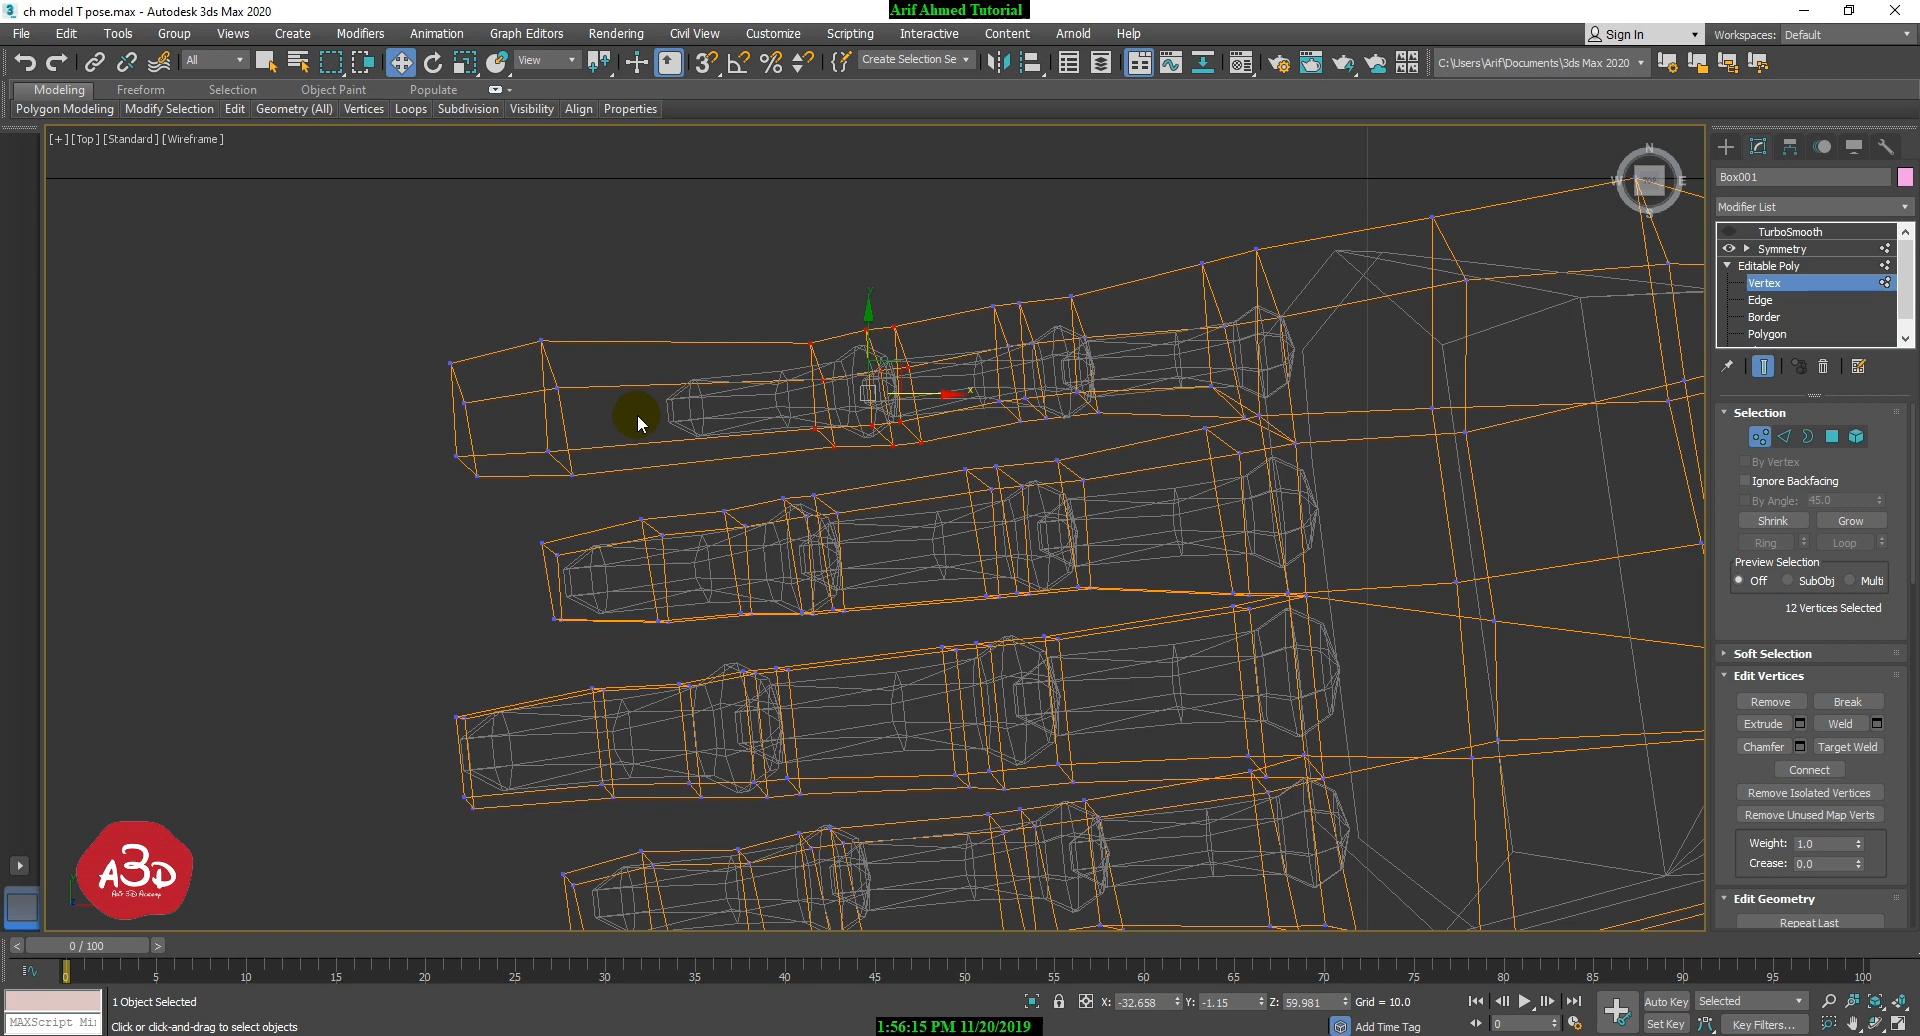 ch model T pose.max - Autodesk 3ds Max 2020
Arif Ahmed Tutorial
File Edit Tools Group Views Create Modifiers Animation Graph Editors Rendering Civil View Customize Scripting Interactive Content Arnold Help
Sign In Workspaces: Default
All View Create Selection Se C:\Users\Arif\Documents\3ds Max 2020
Modeling Freeform Selection Object Paint Populate
Polygon Modeling Modify Selection Edit Geometry (All) Vertices Loops Subdivision Visibility Align Properties
[+] [Top] [Standard] [Wireframe]
N
W E
S
y
x
Box001
Modifier List
TurboSmooth
Symmetry
Editable Poly
Vertex
Edge
Border
Polygon
Selection
By Vertex
Ignore Backfacing
By Angle: 45.0
Shrink Grow
Ring Loop
Preview Selection
Off SubObj Multi
12 Vertices Selected
Soft Selection
Edit Vertices
Remove Break
Extrude Weld
Chamfer Target Weld
Connect
Remove Isolated Vertices
Remove Unused Map Verts
Weight: 1.0
Crease: 0.0
Edit Geometry
Repeat Last
A3D
Arif 3D Academy
< 0 / 100 >
0 5 10 15 20 25 30 35 40 45 50 55 60 65 70 75 80 85 90 95 100
1 Object Selected
X: -32.658 Y: -1.15 Z: 59.981 Grid = 10.0
Auto Key Selected
MAXScript Mi
Click or click-and-drag to select objects
1:56:15 PM 11/20/2019
Add Time Tag
0
Set Key Key Filters...